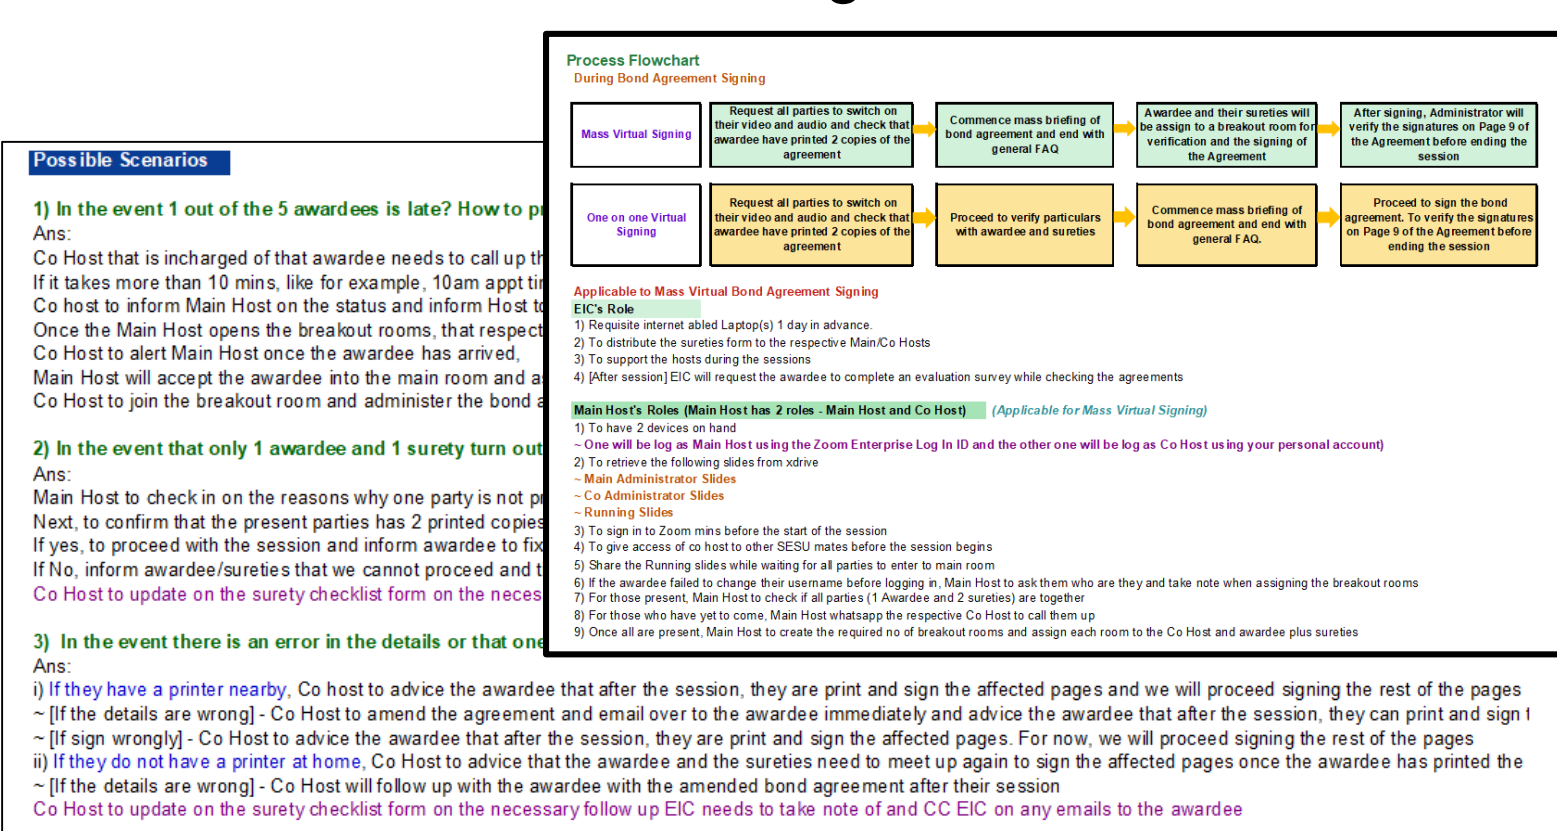 Process Flowchart
During Bond Agreement Signing
Mass Virtual Signing
Request all parties to switch on
their video and audio and check that
awardee have printed 2 copies of the
agreement
Commence mass briefing of
bond agreement and end with
general FAQ
Awardee and their sureties will
be assign to a breakout room for
verification and the signing of
the Agreement
After signing, Administrator will
verify the signatures on Page 9 of
the Agreement before ending the
session
One on one Virtual
Signing
Request all parties to switch on
their video and audio and check that
awardee have printed 2 copies of the
agreement
Proceed to verify particulars
with awardee and sureties
Commence mass briefing of
bond agreement and end with
general FAQ.
Proceed to sign the bond
agreement. To verify the signatures
on Page 9 of the Agreement before
ending the session
Applicable to Mass Virtual Bond Agreement Signing
EIC's Role
1) Requisite internet abled Laptop(s) 1 day in advance.
2) To distribute the sureties form to the respective Main/Co Hosts
3) To support the hosts during the sessions
4) [After session] EIC will request the awardee to complete an evaluation survey while checking the agreements
Main Host's Roles (Main Host has 2 roles - Main Host and Co Host) (Applicable for Mass Virtual Signing)
1) To have 2 devices on hand
~ One will be log as Main Host using the Zoom Enterprise Log In ID and the other one will be log as Co Host using your personal account)
2) To retrieve the following slides from xdrive
~ Main Administrator Slides
~ Co Administrator Slides
~ Running Slides
3) To sign in to Zoom mins before the start of the session
4) To give access of co host to other SESU mates before the session begins
5) Share the Running slides while waiting for all parties to enter to main room
6) If the awardee failed to change their username before logging in, Main Host to ask them who are they and take note when assigning the breakout rooms
7) For those present, Main Host to check if all parties (1 Awardee and 2 sureties) are together
8) For those who have yet to come, Main Host whatsapp the respective Co Host to call them up
9) Once all are present, Main Host to create the required no of breakout rooms and assign each room to the Co Host and awardee plus sureties
Possible Scenarios
1) In the event 1 out of the 5 awardees is late? How to
Ans:
Co Host that is incharged of that awardee needs to call up
If it takes more than 10 mins, like for example, 10am appt
Co host to inform Main Host on the status and inform Host
Once the Main Host opens the breakout rooms, that
Co Host to alert Main Host once the awardee has arrived,
Main Host will accept the awardee into the main room and
Co Host to join the breakout room and administer the bond
2) In the event that only 1 awardee and 1 surety turn out
Ans:
Main Host to check in on the reasons why one party is not
Next, to confirm that the present parties has 2 printed copies
If yes, to proceed with the session and inform awardee to fix
If No, inform awardee/sureties that we cannot proceed and
Co Host to update on the surety checklist form on the
3) In the event there is an error in the details or that one
Ans:
i) If they have a printer nearby, Co host to advice the awardee that after the session, they are print and sign the affected pages and we will proceed signing the rest of the pages
~ [If the details are wrong] - Co Host to amend the agreement and email over to the awardee immediately and advice the awardee that after the session, they can print and sign
~ [If sign wrongly] - Co Host to advice the awardee that after the session, they are print and sign the affected pages. For now, we will proceed signing the rest of the pages
ii) If they do not have a printer at home, Co Host to advice that the awardee and the sureties need to meet up again to sign the affected pages once the awardee has printed the
~ [If the details are wrong] - Co Host will follow up with the awardee with the amended bond agreement after their session
Co Host to update on the surety checklist form on the necessary follow up EIC needs to take note of and CC EIC on any emails to the awardee